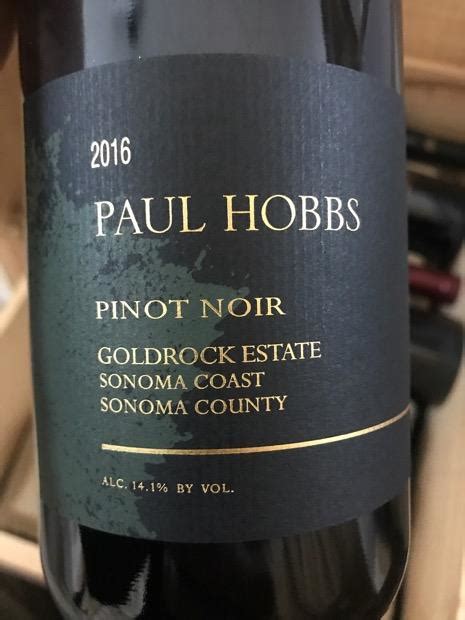 2016
PAUL HOBBS
PINOT NOIR
GOLDROCK ESTATE
SONOMA COAST
SONOMA COUNTY
ALC. 14.1% BY VOL.